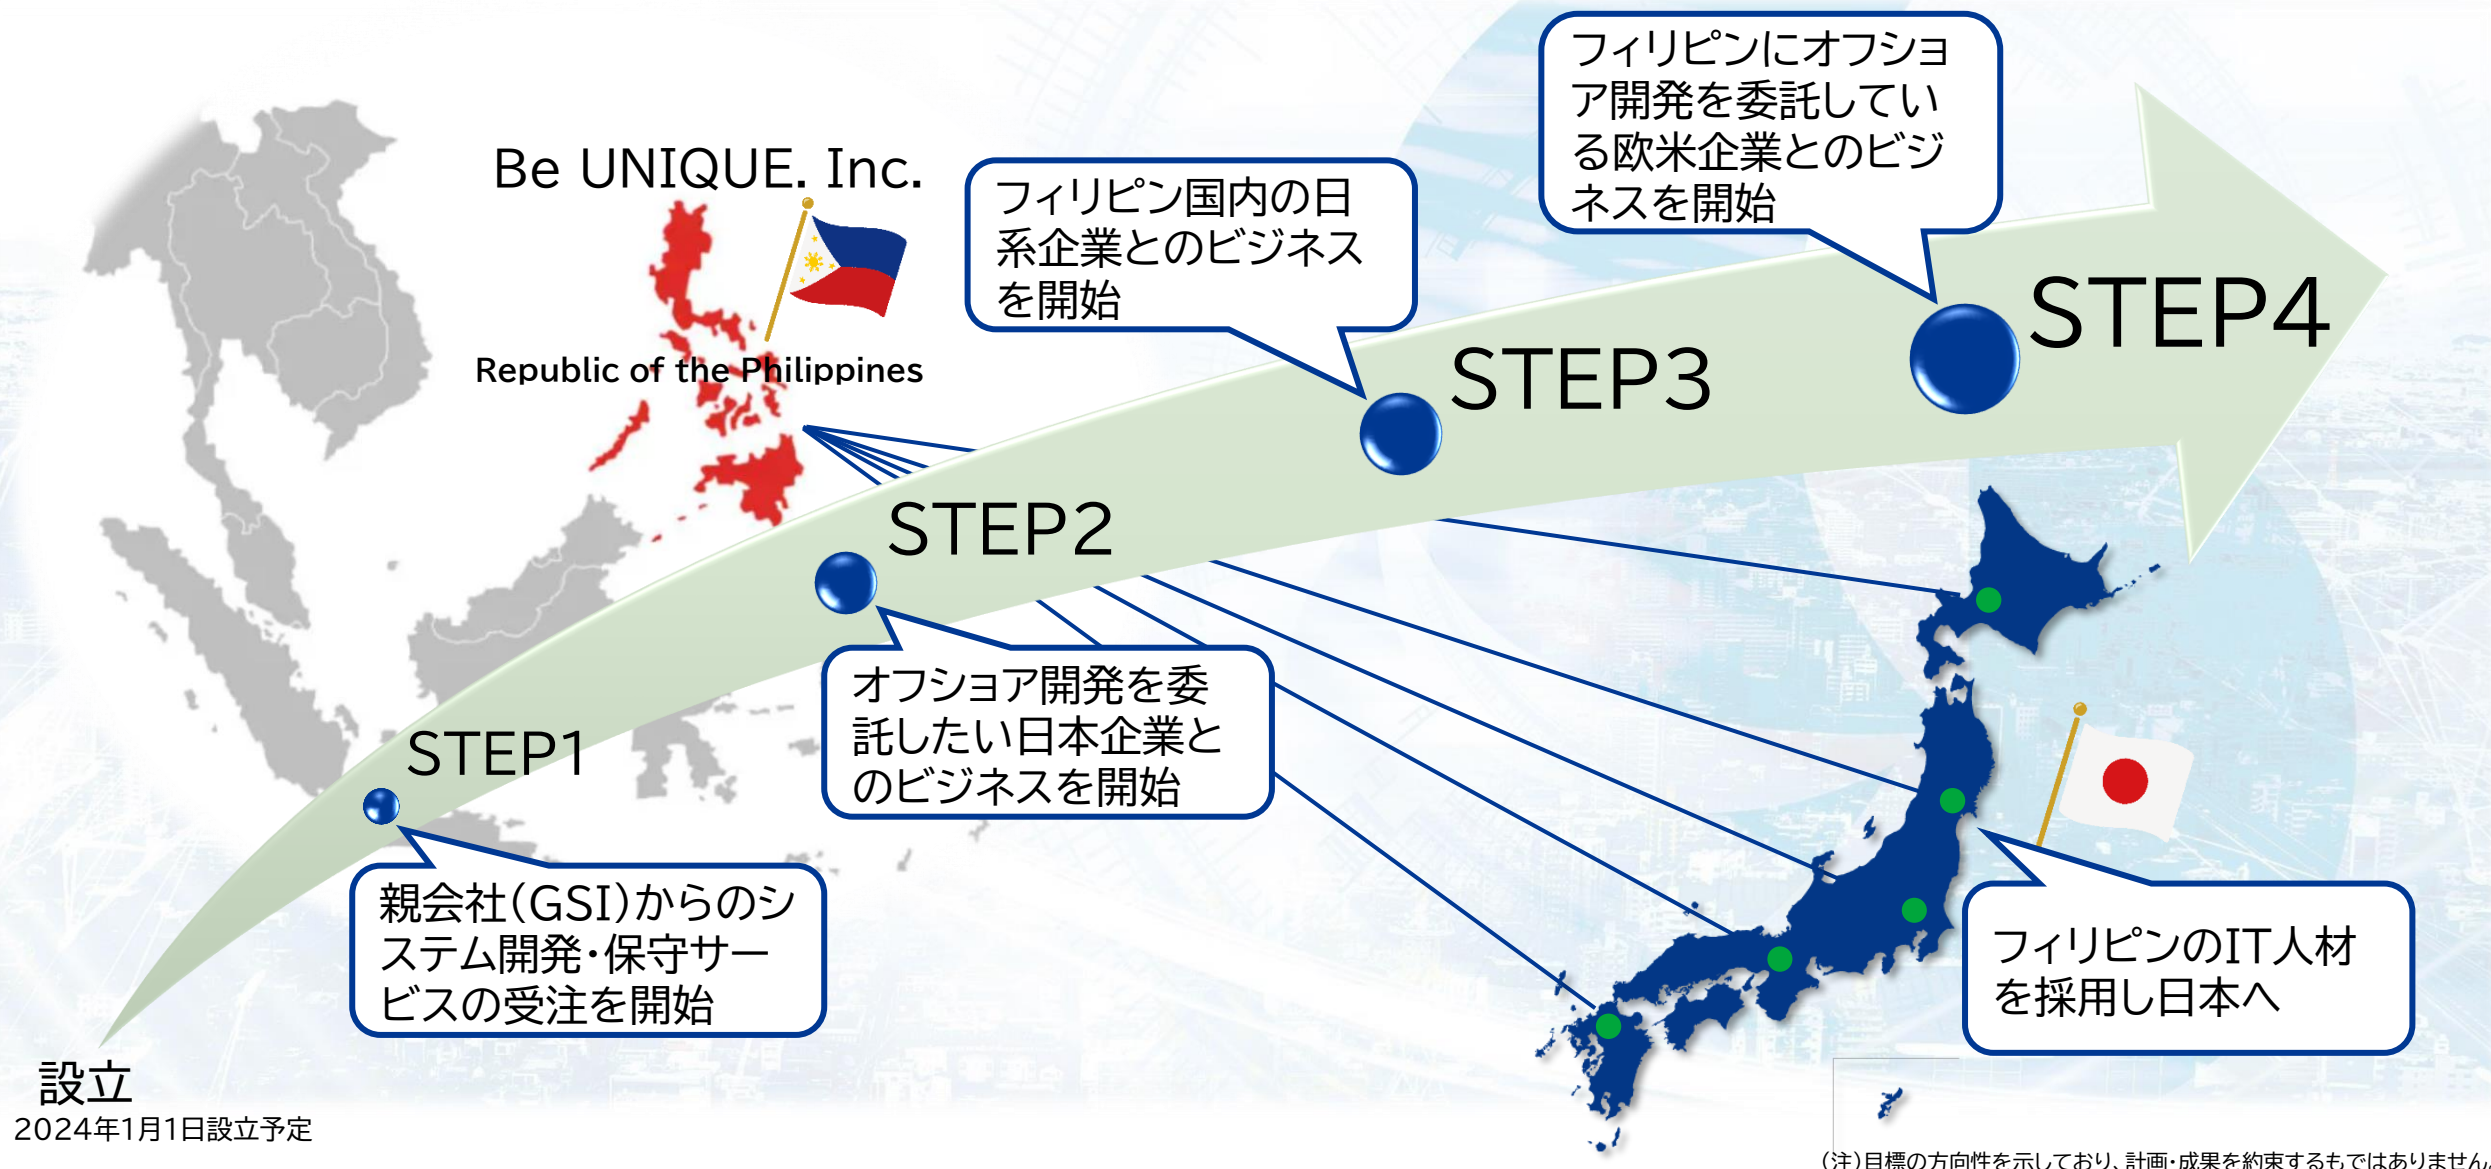 フィリピンにオフショ
ア開発を委託してい
る欧米企業とのビジ
ネスを開始
Be UNIQUE. Inc.
フィリピン国内の日
系企業とのビジネス
を開始
Republic of the Philippines
STEP4
STEP3
STEP2
オフショア開発を委
託したい日本企業と
のビジネスを開始
STEP1
親会社(GSI)からのシ
ステム開発・保守サー
ビスの受注を開始
フィリピンのIT人材
を採用し日本へ
設立
2024年1月1日設立予定
(注)目標の方向性を示しており、計画・成果を約束するもではありません。